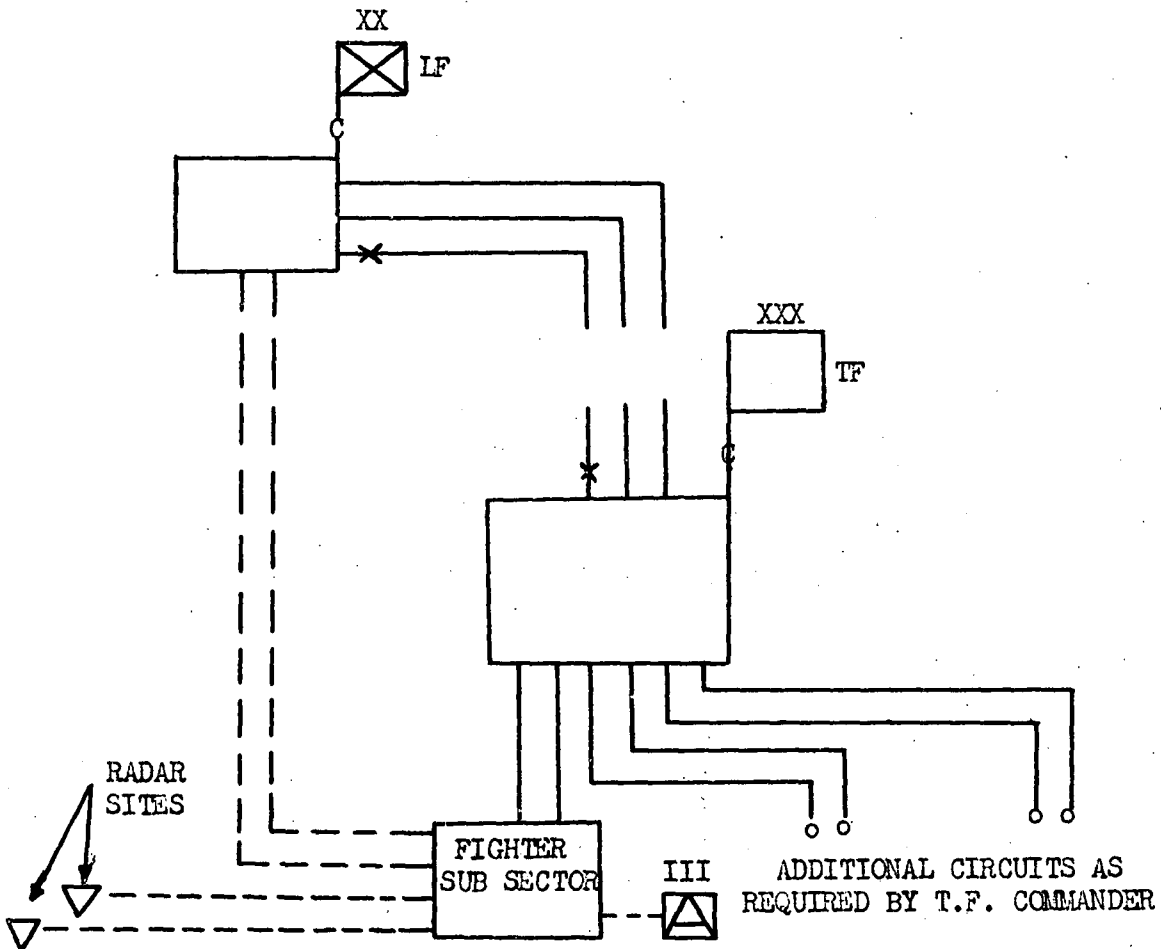 XX
LF
C
XXX
TF
C
RADAR
SITES
FIGHTER
SUB SECTOR
III
ADDITIONAL CIRCUITS AS
REQUIRED BY T.F. COMMANDER